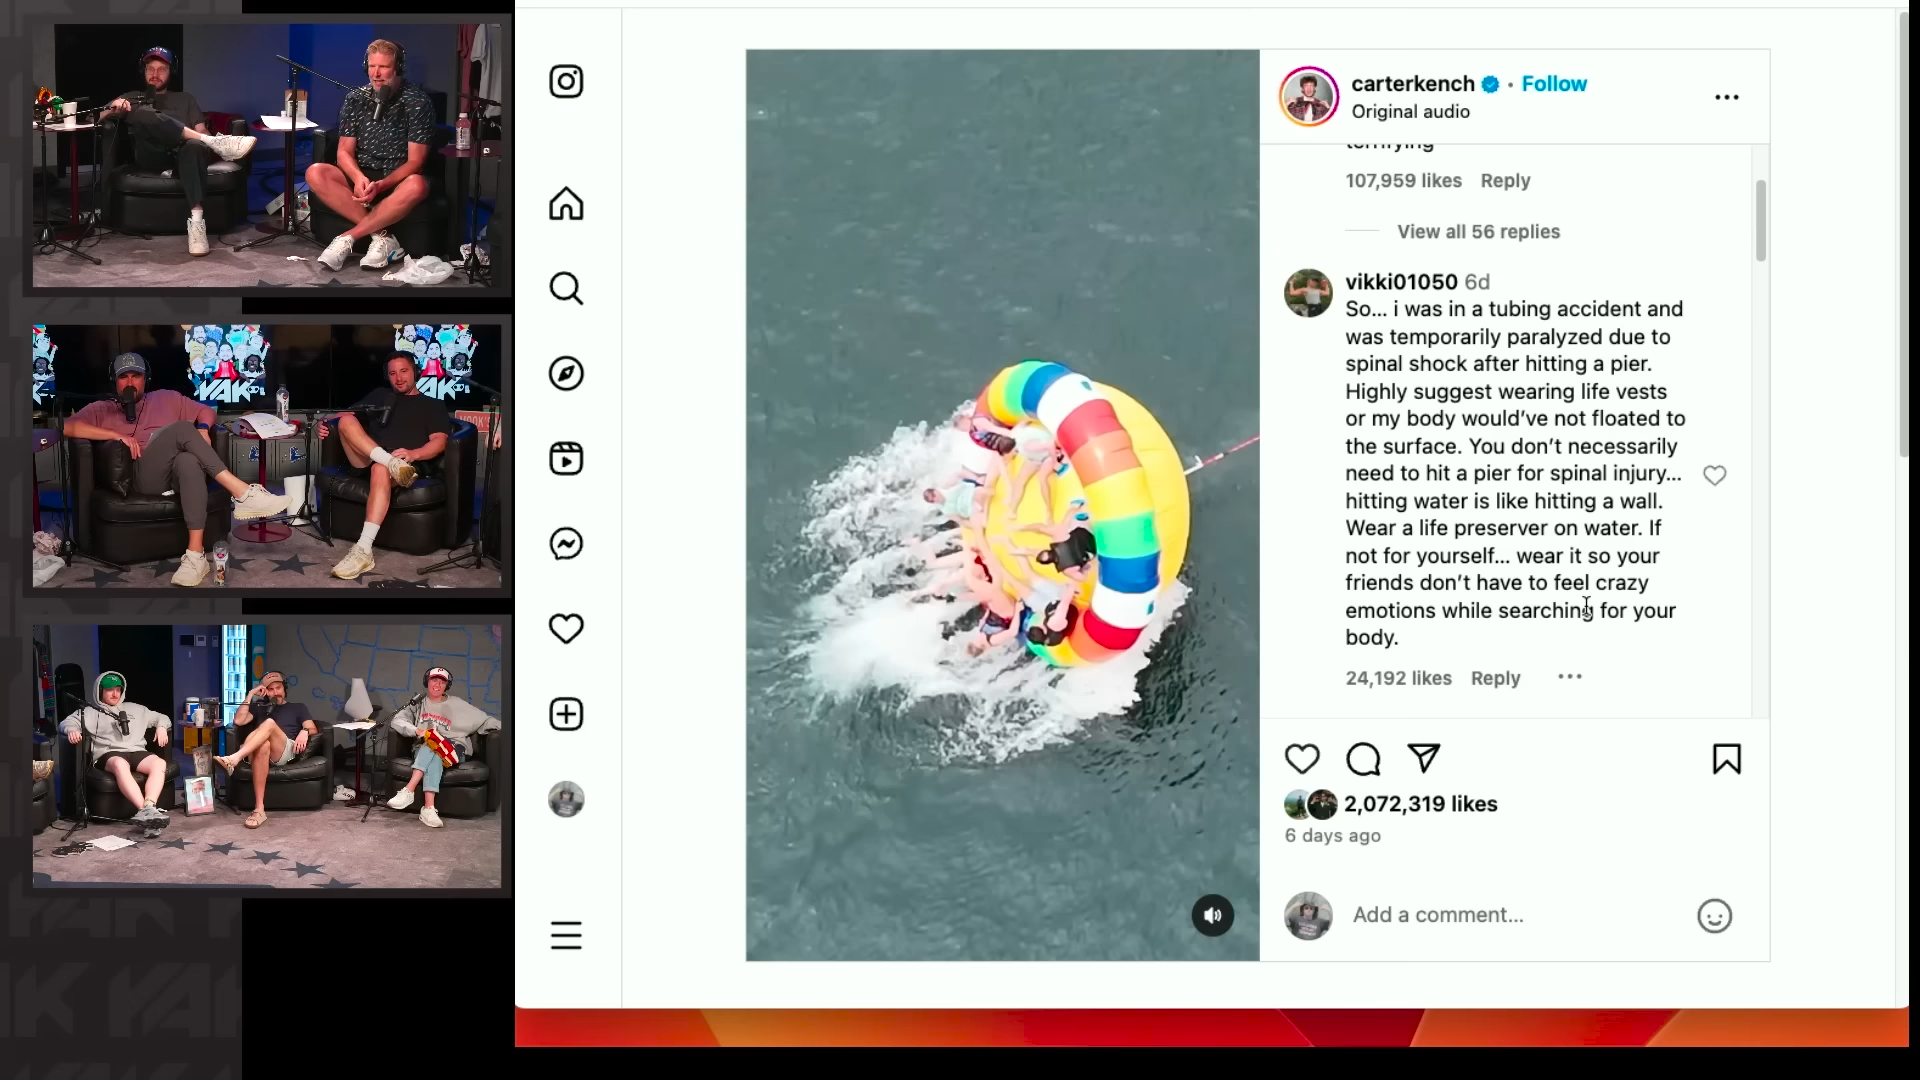 carterkench • Follow
Original audio
terrifying
107,959 likes Reply
View all 56 replies
vikki01050 6d
So... i was in a tubing accident and
was temporarily paralyzed due to
spinal shock after hitting a pier.
Highly suggest wearing life vests
or my body would’ve not floated to
the surface. You don’t necessarily
need to hit a pier for spinal injury...
hitting water is like hitting a wall.
Wear a life preserver on water. If
not for yourself... wear it so your
friends don’t have to feel crazy
emotions while searching for your
body.
24,192 likes Reply
2,072,319 likes
6 days ago
Add a comment...
YAK
YAK